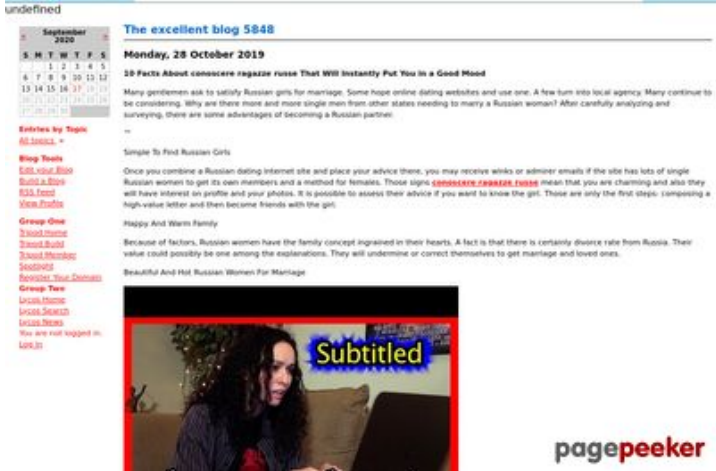 undefined
The excellent blog 5848
« September 2020 »
S M T W T F S
1 2 3 4 5
6 7 8 9 10 11 12
13 14 15 16 17 18 19
20 21 22 23 24 25 26
27 28 29 30
Entries by Topic
All topics «
Blog Tools
Edit your Blog
Build a Blog
RSS Feed
View Profile
Group One
Tripod Home
Tripod Build
Tripod Member
Spotlight
Register Your Domain
Group Two
Lycos Home
Lycos Search
Lycos News
You are not logged in.
Log in
Monday, 28 October 2019
10 Facts About conoscere ragazze russe That Will Instantly Put You in a Good Mood
Many gentlemen ask to satisfy Russian girls for marriage. Some hope online dating websites and use one. A few turn into local agency. Many continue to
be considering. Why are there more and more single men from other states needing to marry a Russian woman? After carefully analyzing and
surveying, there are some advantages of becoming a Russian partner.
Simple To Find Russian Girls
Once you combine a Russian dating internet site and place your advice there, you may receive winks or admirer emails if the site has lots of single
Russian women to get its own members and a method for females. Those signs conoscere ragazze russe mean that you are charming and also they
will have interest on profile and your photos. It is possible to assess their advice if you want to know the girl. Those are only the first steps: composing a
high-value letter and then become friends with the girl.
Happy And Warm Family
Because of factors, Russian women have the family concept ingrained in their hearts. A fact is that there is certainly divorce rate from Russia. Their
value could possibly be one among the explanations. They will undermine or correct themselves to get marriage and loved ones.
Beautiful And Hot Russian Women For Marriage
Subtitled
pagepeeker